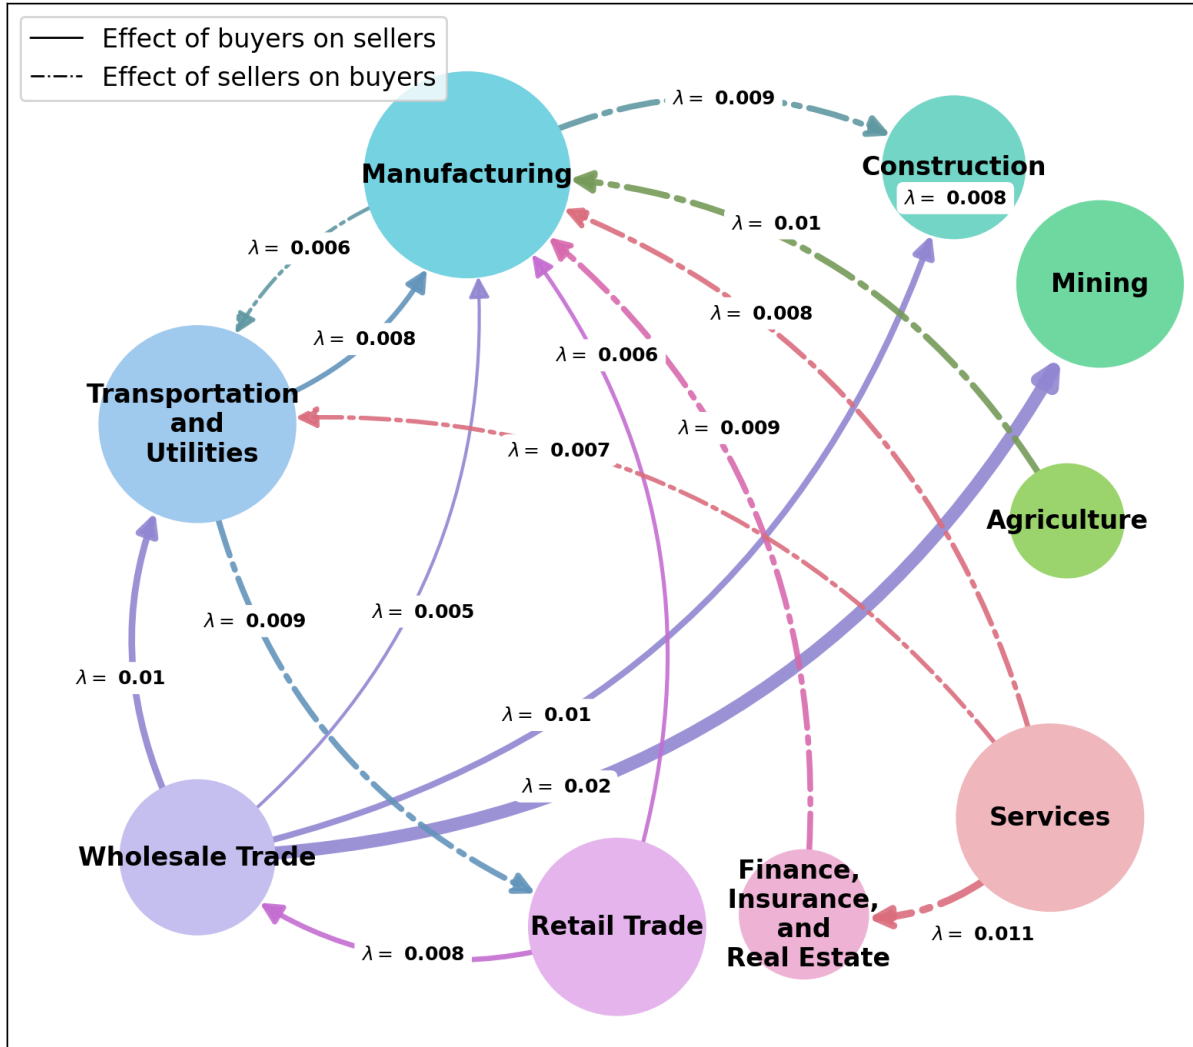 Effect of buyers on sellers
Effect of sellers on buyers
λ = 0.009
Manufacturing
Construction
λ = 0.008
λ = 0.01
λ = 0.006
Mining
λ = 0.008
λ = 0.008
λ = 0.006
Transportation
and
Utilities
λ = 0.009
λ = 0.007
Agriculture
λ = 0.005
λ = 0.009
λ = 0.01
λ = 0.01
λ = 0.02
Services
Wholesale Trade
Finance,
Insurance,
and
Real Estate
Retail Trade
λ = 0.011
λ = 0.008